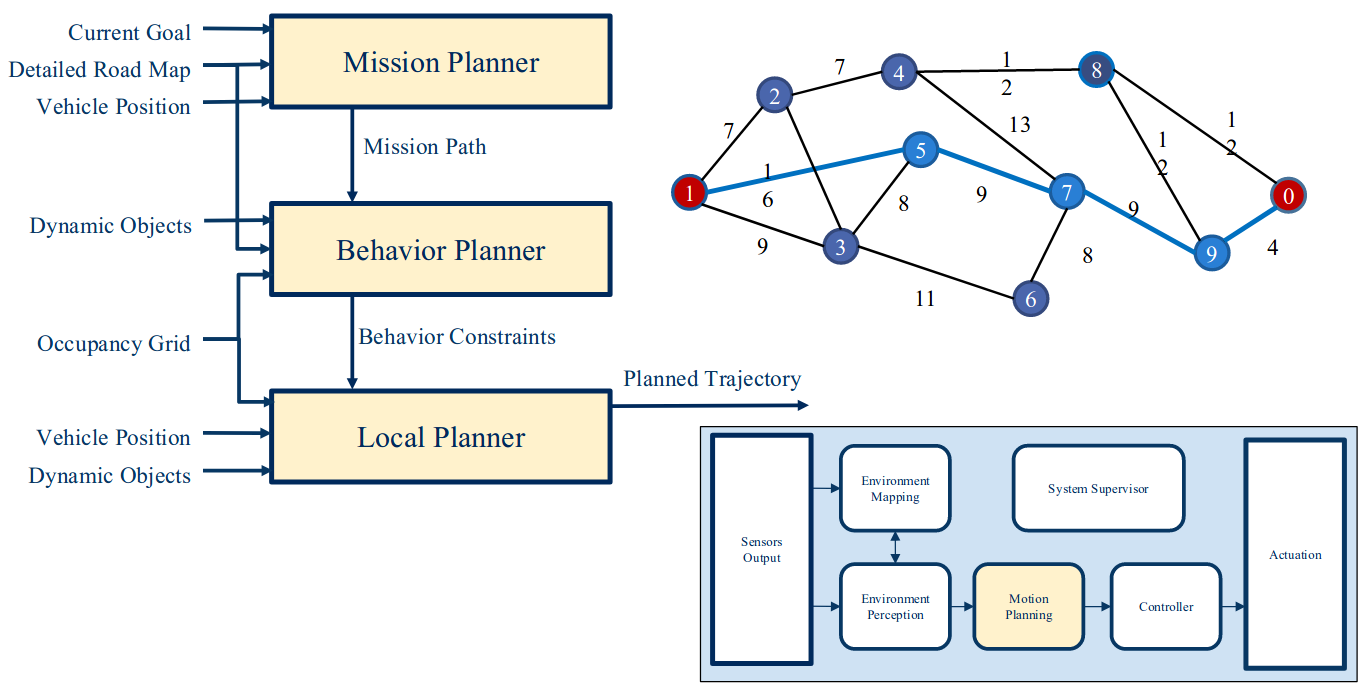 Current Goal
Detailed Road Map
Vehicle Position
Mission Planner
Mission Path
Dynamic Objects
Behavior Planner
Occupancy Grid
Behavior Constraints
Vehicle Position
Dynamic Objects
Local Planner
Planned Trajectory
7
7
1
2
13
1
2
1
2
1
6
8
9
9
9
11
8
4
1
2
4
8
5
3
7
6
9
0
Sensors
Output
Environment
Mapping
System Supervisor
Environment
Perception
Motion
Planning
Controller
Actuation